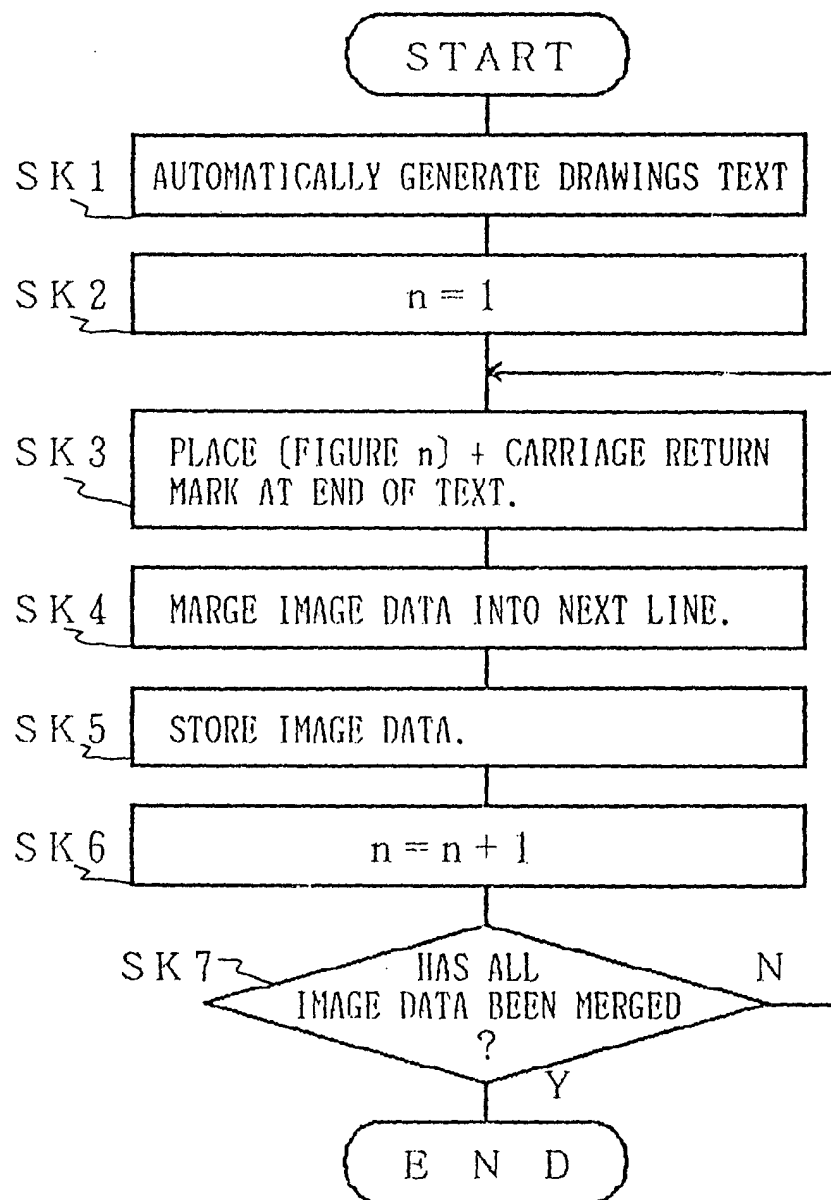 START
SK1
AUTOMATICALLY GENERATE DRAWINGS TEXT
SK2
n = 1
SK3
PLACE (FIGURE n) + CARRIAGE RETURN
MARK AT END OF TEXT.
SK4
MARGE IMAGE DATA INTO NEXT LINE.
SK5
STORE IMAGE DATA.
SK6
n = n + 1
SK7
HAS ALL
IMAGE DATA BEEN MERGED
?
N
Y
END